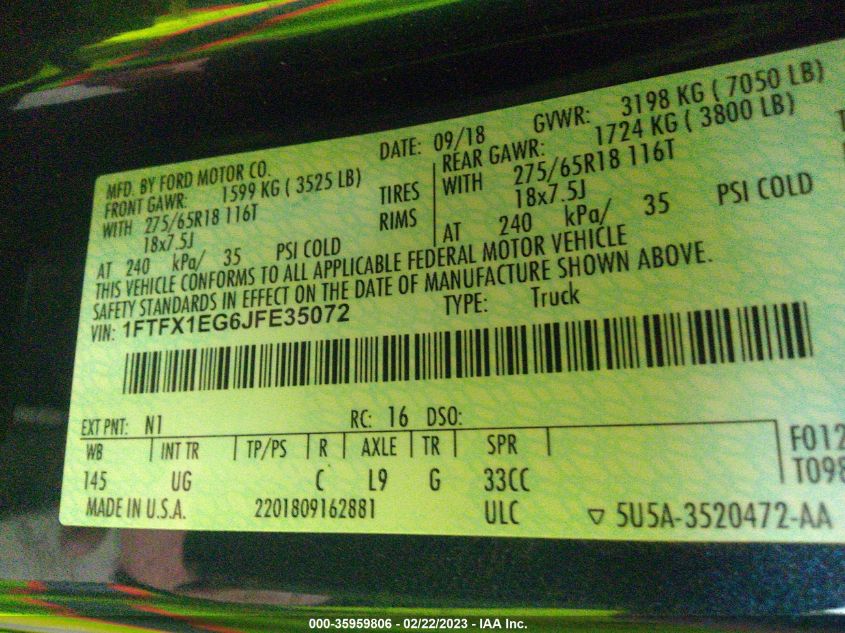 MFD. BY FORD MOTOR CO. DATE: 09/18 GVWR: 3198 KG ( 7050 LB)
FRONT GAWR: 1599 KG ( 3525 LB) REAR GAWR: 1724 KG ( 3800 LB)
WITH 275/65R18 116T TIRES WITH 275/65R18 116T
18x7.5J RIMS 18x7.5J
AT 240 kPa/ 35 PSI COLD AT 240 kPa/ 35 PSI COLD
THIS VEHICLE CONFORMS TO ALL APPLICABLE FEDERAL MOTOR VEHICLE
SAFETY STANDARDS IN EFFECT ON THE DATE OF MANUFACTURE SHOWN ABOVE.
VIN: 1FTFX1EG6JFE35072 TYPE: Truck
EXT PNT: N1 RC: 16 DSO:
WB INT TR TP/PS R AXLE TR SPR F012
145 UG C L9 G 33CC T098
MADE IN U.S.A. 2201809162881 ULC ▽ 5U5A-3520472-AA
000-35959806 - 02/22/2023 - IAA Inc.